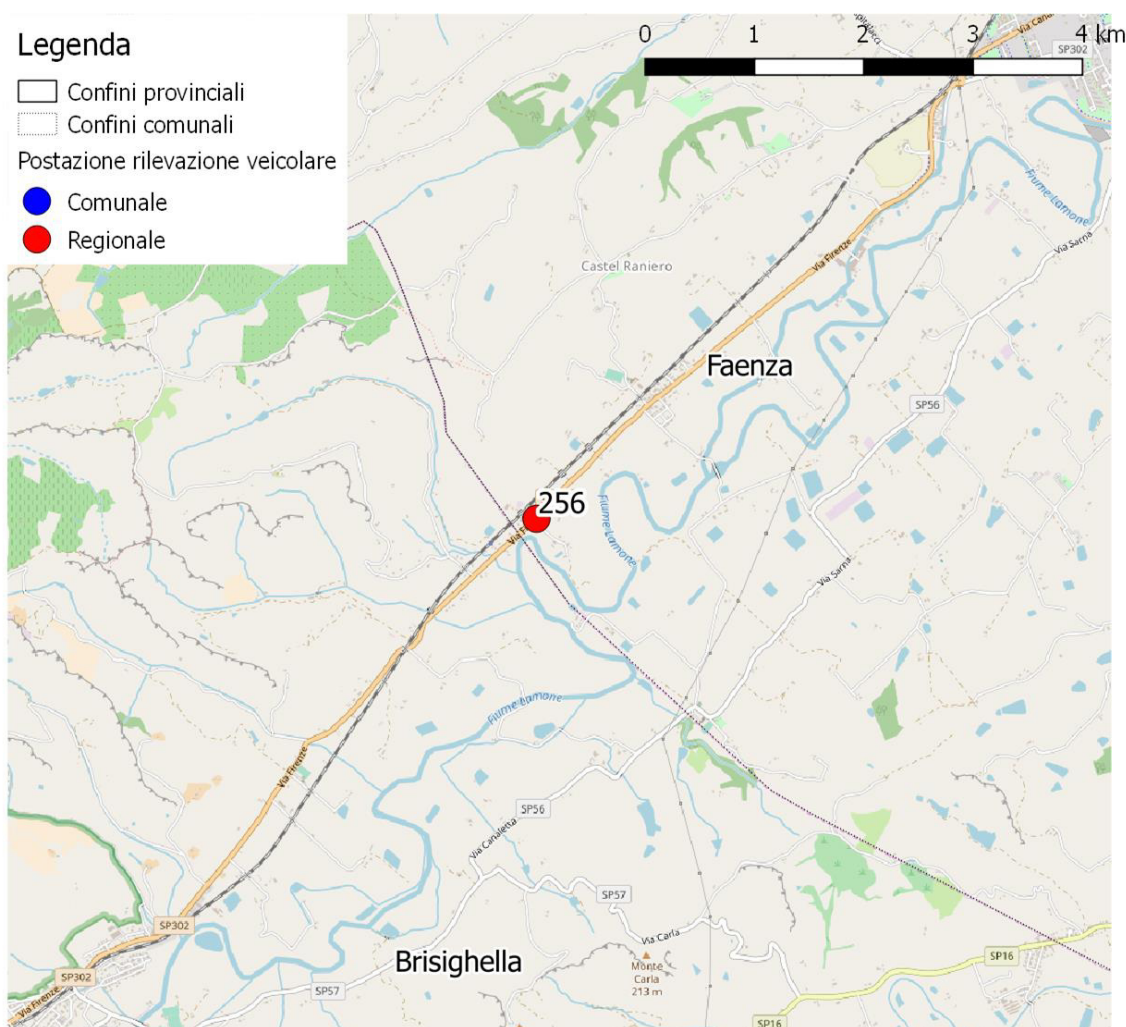 Legenda
Confini provinciali
Confini comunali
Postazione rilevazione veicolare
Comunale
Regionale
0 1 2 3 4 km
SP302
Fiume Lamone
Via Sarna
Castel Raniero
Via Firenze
Faenza
SP56
256
Fiume Lamone
Via Sarna
Fiume Lamone
Via Firenze
SP56
Via Canaletta
SP57
SP302
Via Carla
Brisighella
SP16
Monte
Carla
213 m
SP302
SP57
Via Firenze
SP16